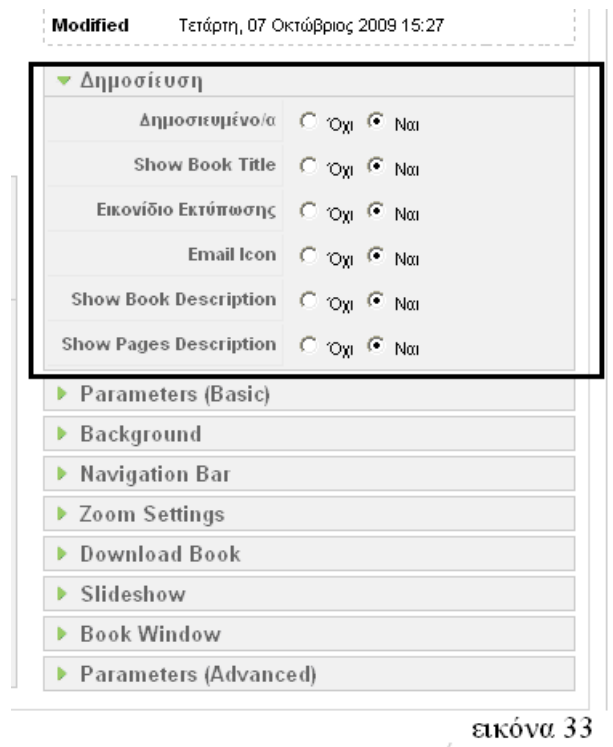 Modified Τετάρτη, 07 Οκτώβριος 2009 15:27
Δημοσίευση
Δημοσιευμένο/α Όχι Ναι
Show Book Title Όχι Ναι
Εικονίδιο Εκτύπωσης Όχι Ναι
Email Icon Όχι Ναι
Show Book Description Όχι Ναι
Show Pages Description Όχι Ναι
Parameters (Basic)
Background
Navigation Bar
Zoom Settings
Download Book
Slideshow
Book Window
Parameters (Advanced)
εικόνα 33